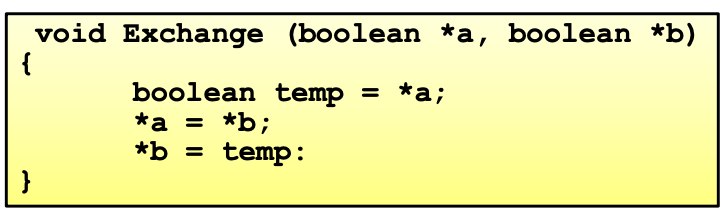 void Exchange (boolean *a, boolean *b)
{
boolean temp = *a;
*a = *b;
*b = temp:
}